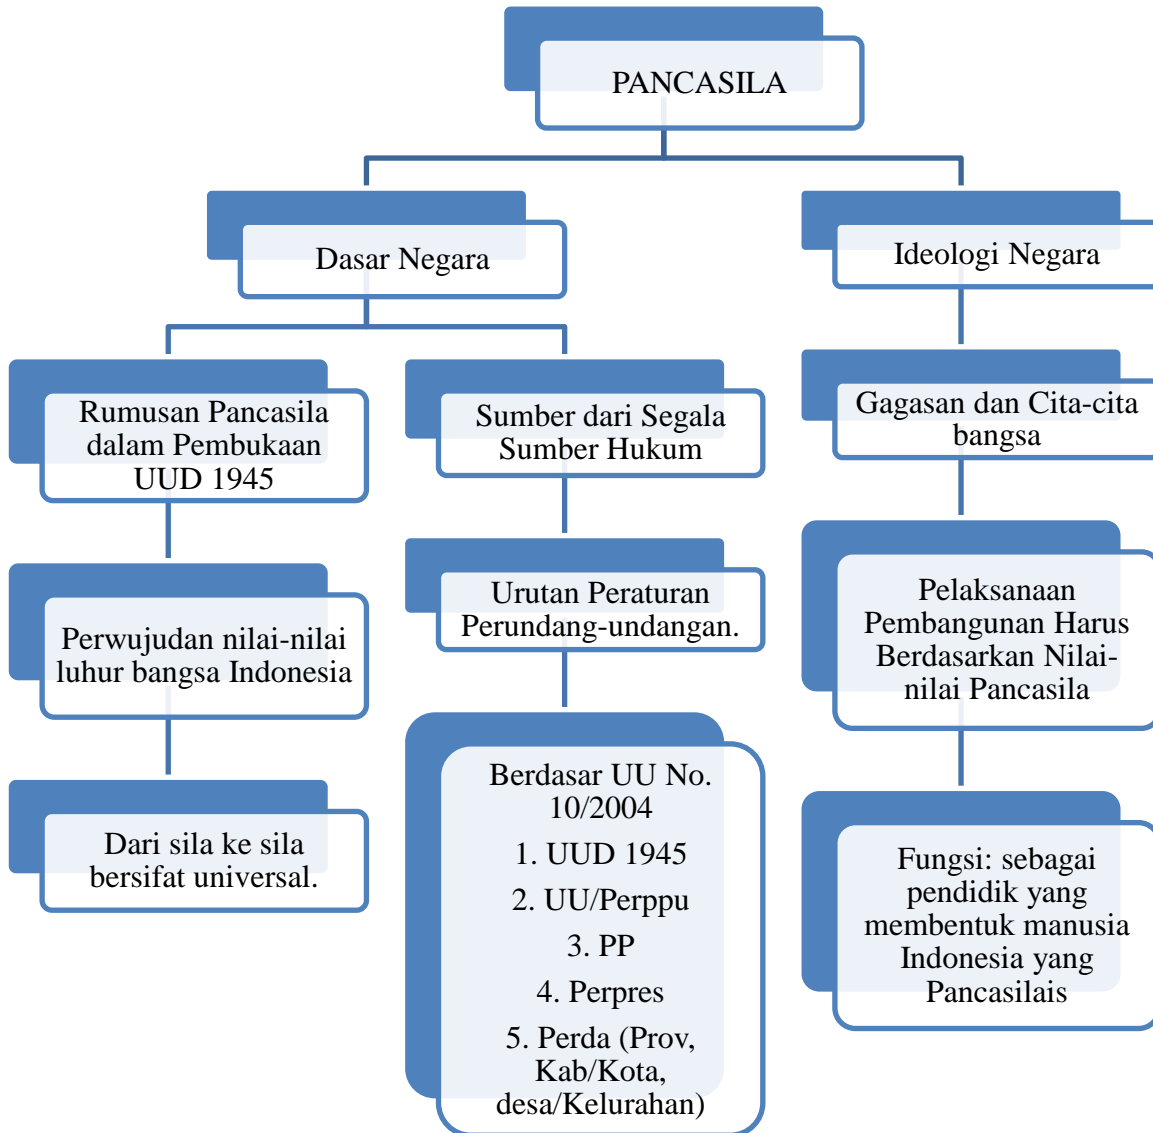 PANCASILA
Dasar Negara
Ideologi Negara
Rumusan Pancasila
dalam Pembukaan
UUD 1945
Sumber dari Segala
Sumber Hukum
Gagasan dan Cita-cita
bangsa
Perwujudan nilai-nilai
luhur bangsa Indonesia
Urutan Peraturan
Perundang-undangan.
Pelaksanaan
Pembangunan Harus
Berdasarkan Nilai-
nilai Pancasila
Dari sila ke sila
bersifat universal.
Berdasar UU No.
10/2004
1. UUD 1945
2. UU/Perppu
3. PP
4. Perpres
5. Perda (Prov,
Kab/Kota,
desa/Kelurahan)
Fungsi: sebagai
pendidik yang
membentuk manusia
Indonesia yang
Pancasilais